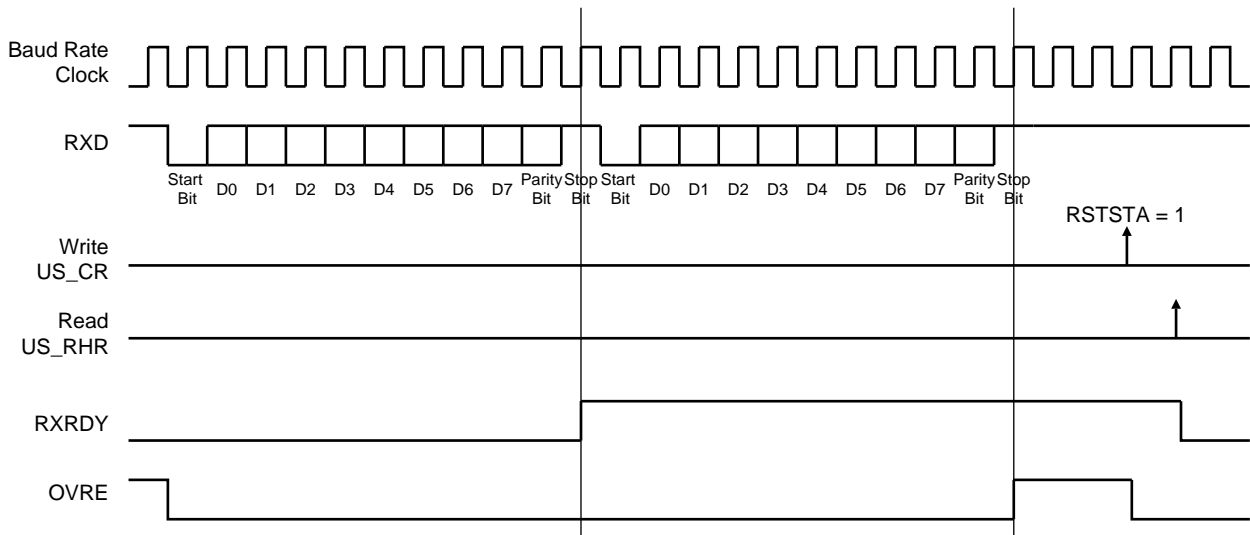 Baud Rate
Clock
RXD
Start
Bit
D0
D1
D2
D3
D4
D5
D6
D7
Parity
Bit
Stop
Bit
Start
Bit
D0
D1
D2
D3
D4
D5
D6
D7
Parity
Bit
Stop
Bit
RSTSTA = 1
Write
US_CR
Read
US_RHR
RXRDY
OVRE